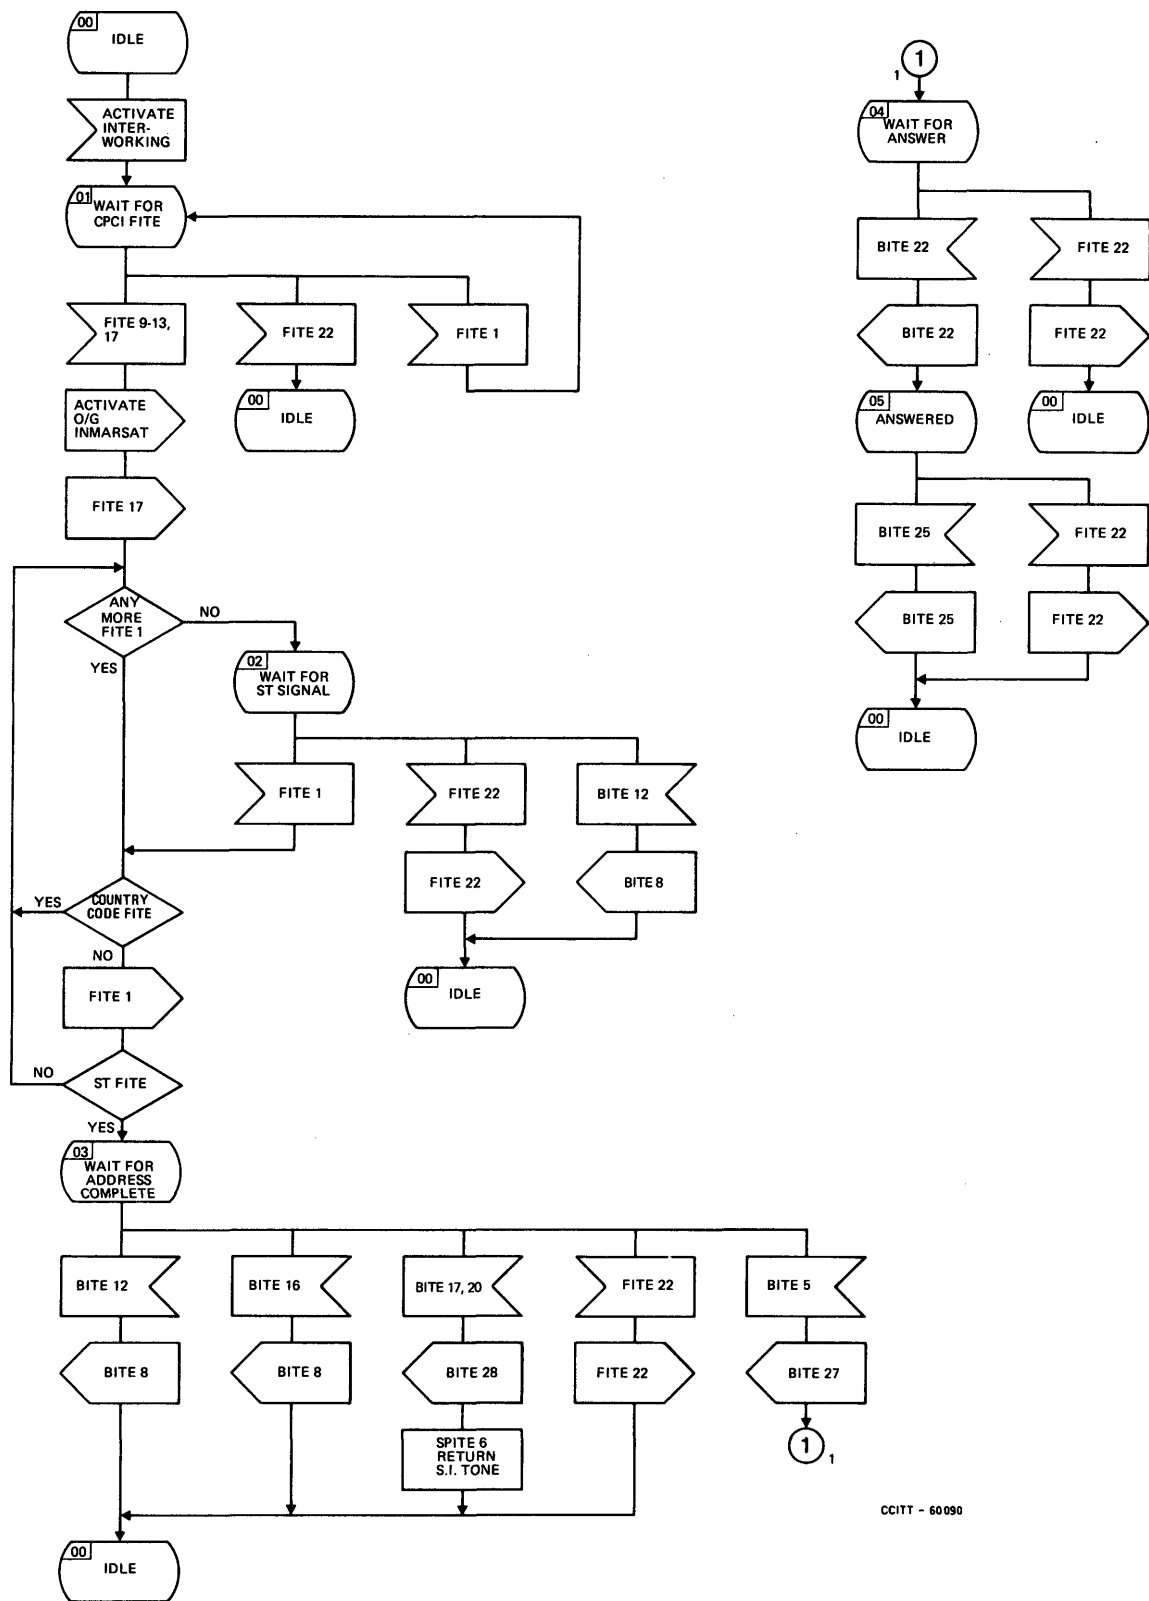 00
IDLE
ACTIVATE
INTER-
WORKING
01
WAIT FOR
CPCI FITE
FITE 9-13,
17
FITE 22
FITE 1
ACTIVATE
O/G
INMARSAT
00
IDLE
FITE 17
ANY
MORE
FITE 1
NO
YES
02
WAIT FOR
ST SIGNAL
FITE 1
FITE 22
BITE 12
FITE 22
BITE 8
YES
COUNTRY
CODE FITE
NO
00
IDLE
FITE 1
NO
ST FITE
YES
03
WAIT FOR
ADDRESS
COMPLETE
BITE 12
BITE 16
BITE 17, 20
FITE 22
BITE 5
BITE 8
BITE 8
BITE 28
FITE 22
BITE 27
SPITE 6
RETURN
S.I. TONE
1
1
00
IDLE
1
1
04
WAIT FOR
ANSWER
BITE 22
FITE 22
BITE 22
FITE 22
05
ANSWERED
00
IDLE
BITE 25
FITE 22
BITE 25
FITE 22
00
IDLE
CCITT - 60090